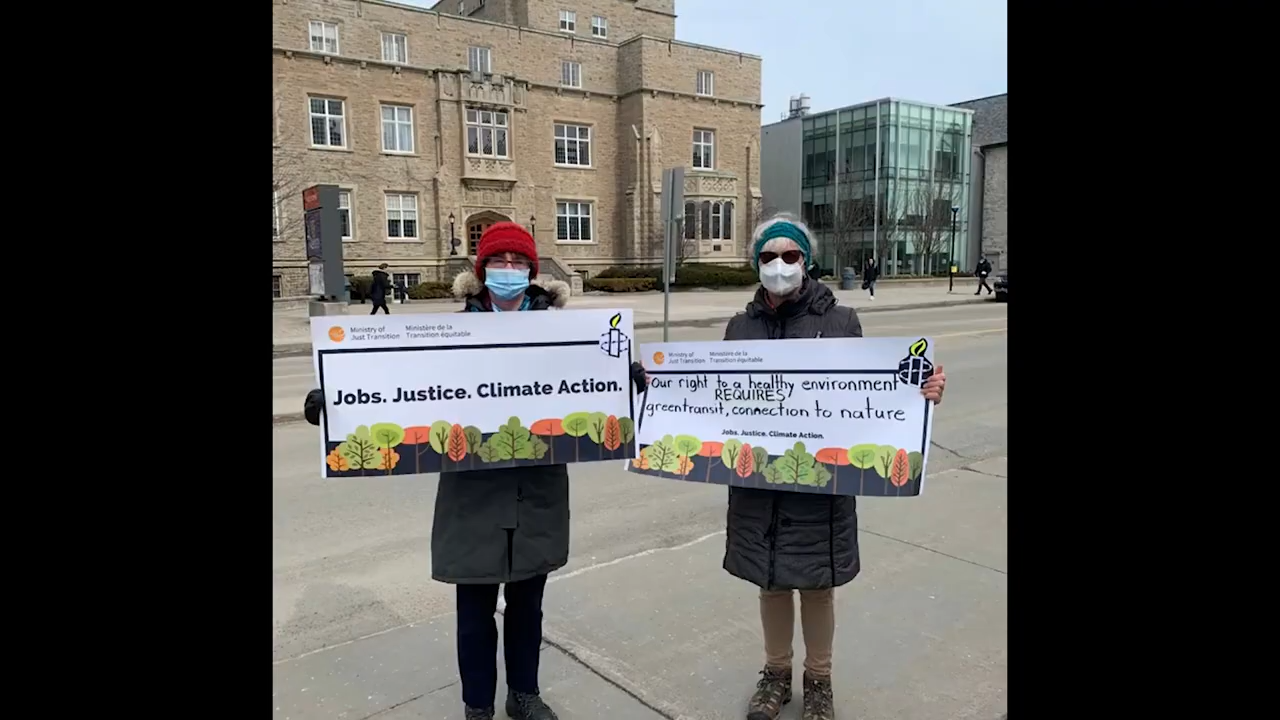 Ministry of
Just Transition
Ministère de la
Transition équitable
Jobs. Justice. Climate Action.
Ministry of
Just Transition
Ministère de la
Transition équitable
Our right to a healthy environment
REQUIRES
greentransit, connection to nature
Jobs. Justice. Climate Action.